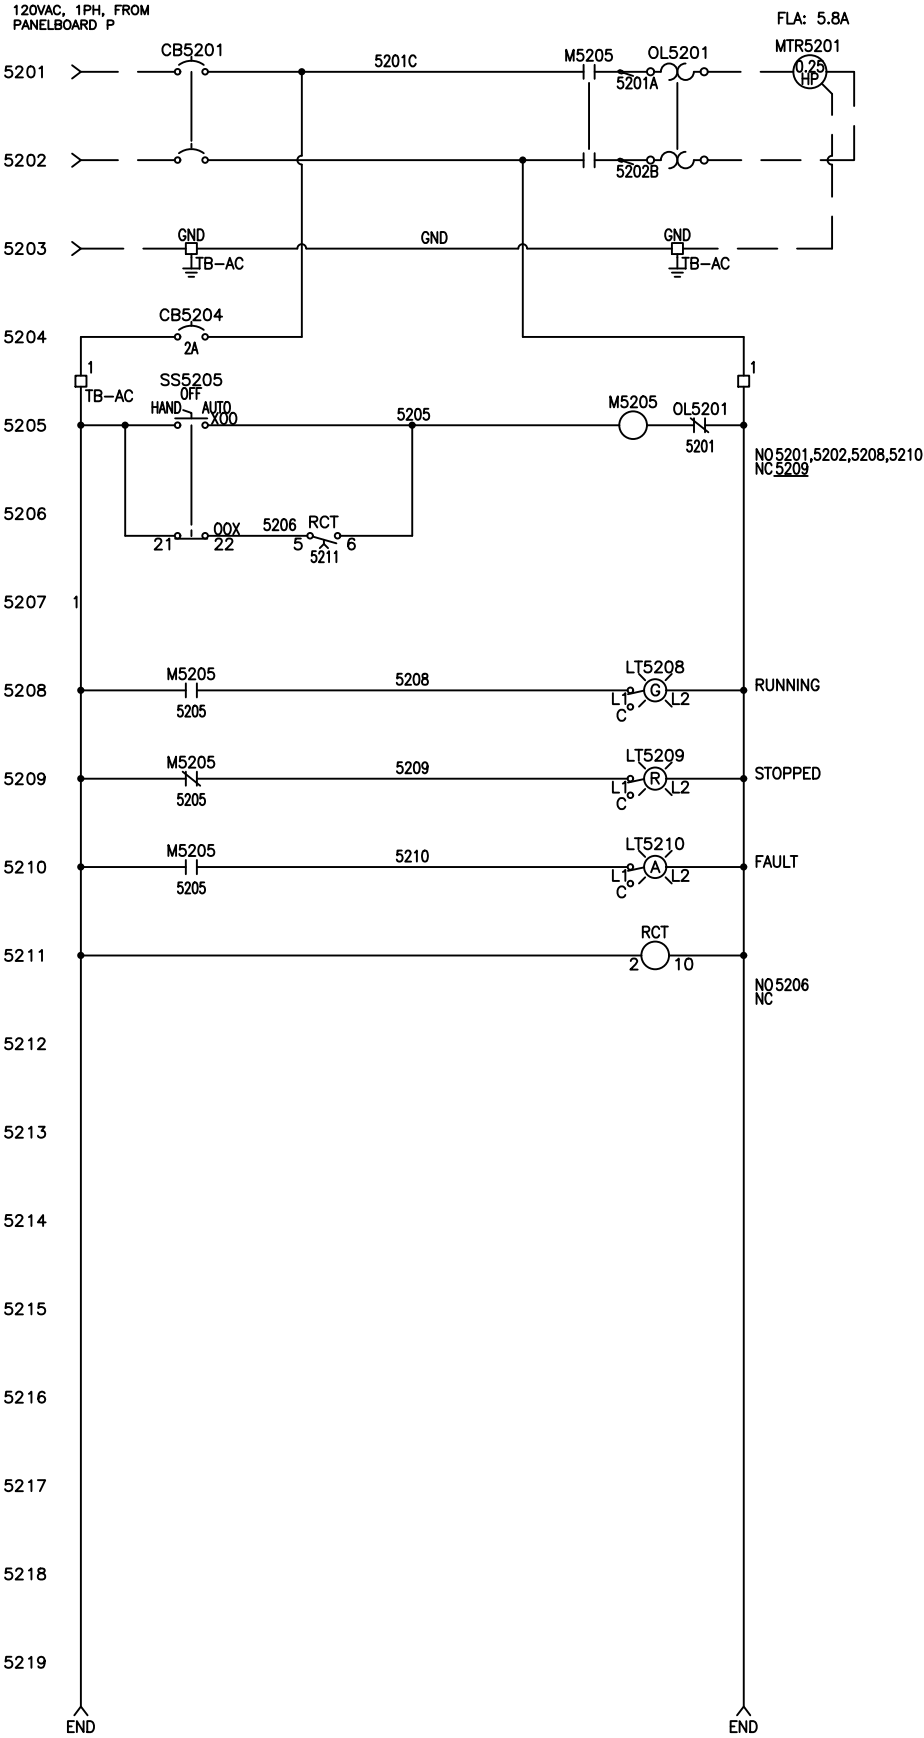 120VAC, 1PH, FROM
PANELBOARD P
FLA: 5.8A
CB5201
M5205
OL5201
MTR5201
5201
5201C
5201A
0.25
HP
5202
5202B
5203
GND
GND
GND
TB-AC
TB-AC
CB5204
5204
2A
1
1
TB-AC
SS5205
OFF
HAND
AUTO
XOO
5205
5205
M5205
OL5201
5201
NO 5201,5202,5208,5210
NC 5209
5206
OOX
21
22
5206
RCT
5
6
5211
5207
1
M5205
LT5208
5208
5208
G
RUNNING
5205
L1
L2
C
M5205
LT5209
5209
5209
R
STOPPED
5205
L1
L2
C
M5205
LT5210
5210
5210
A
FAULT
5205
L1
L2
C
RCT
5211
2
10
NO 5206
NC
5212
5213
5214
5215
5216
5217
5218
5219
END
END